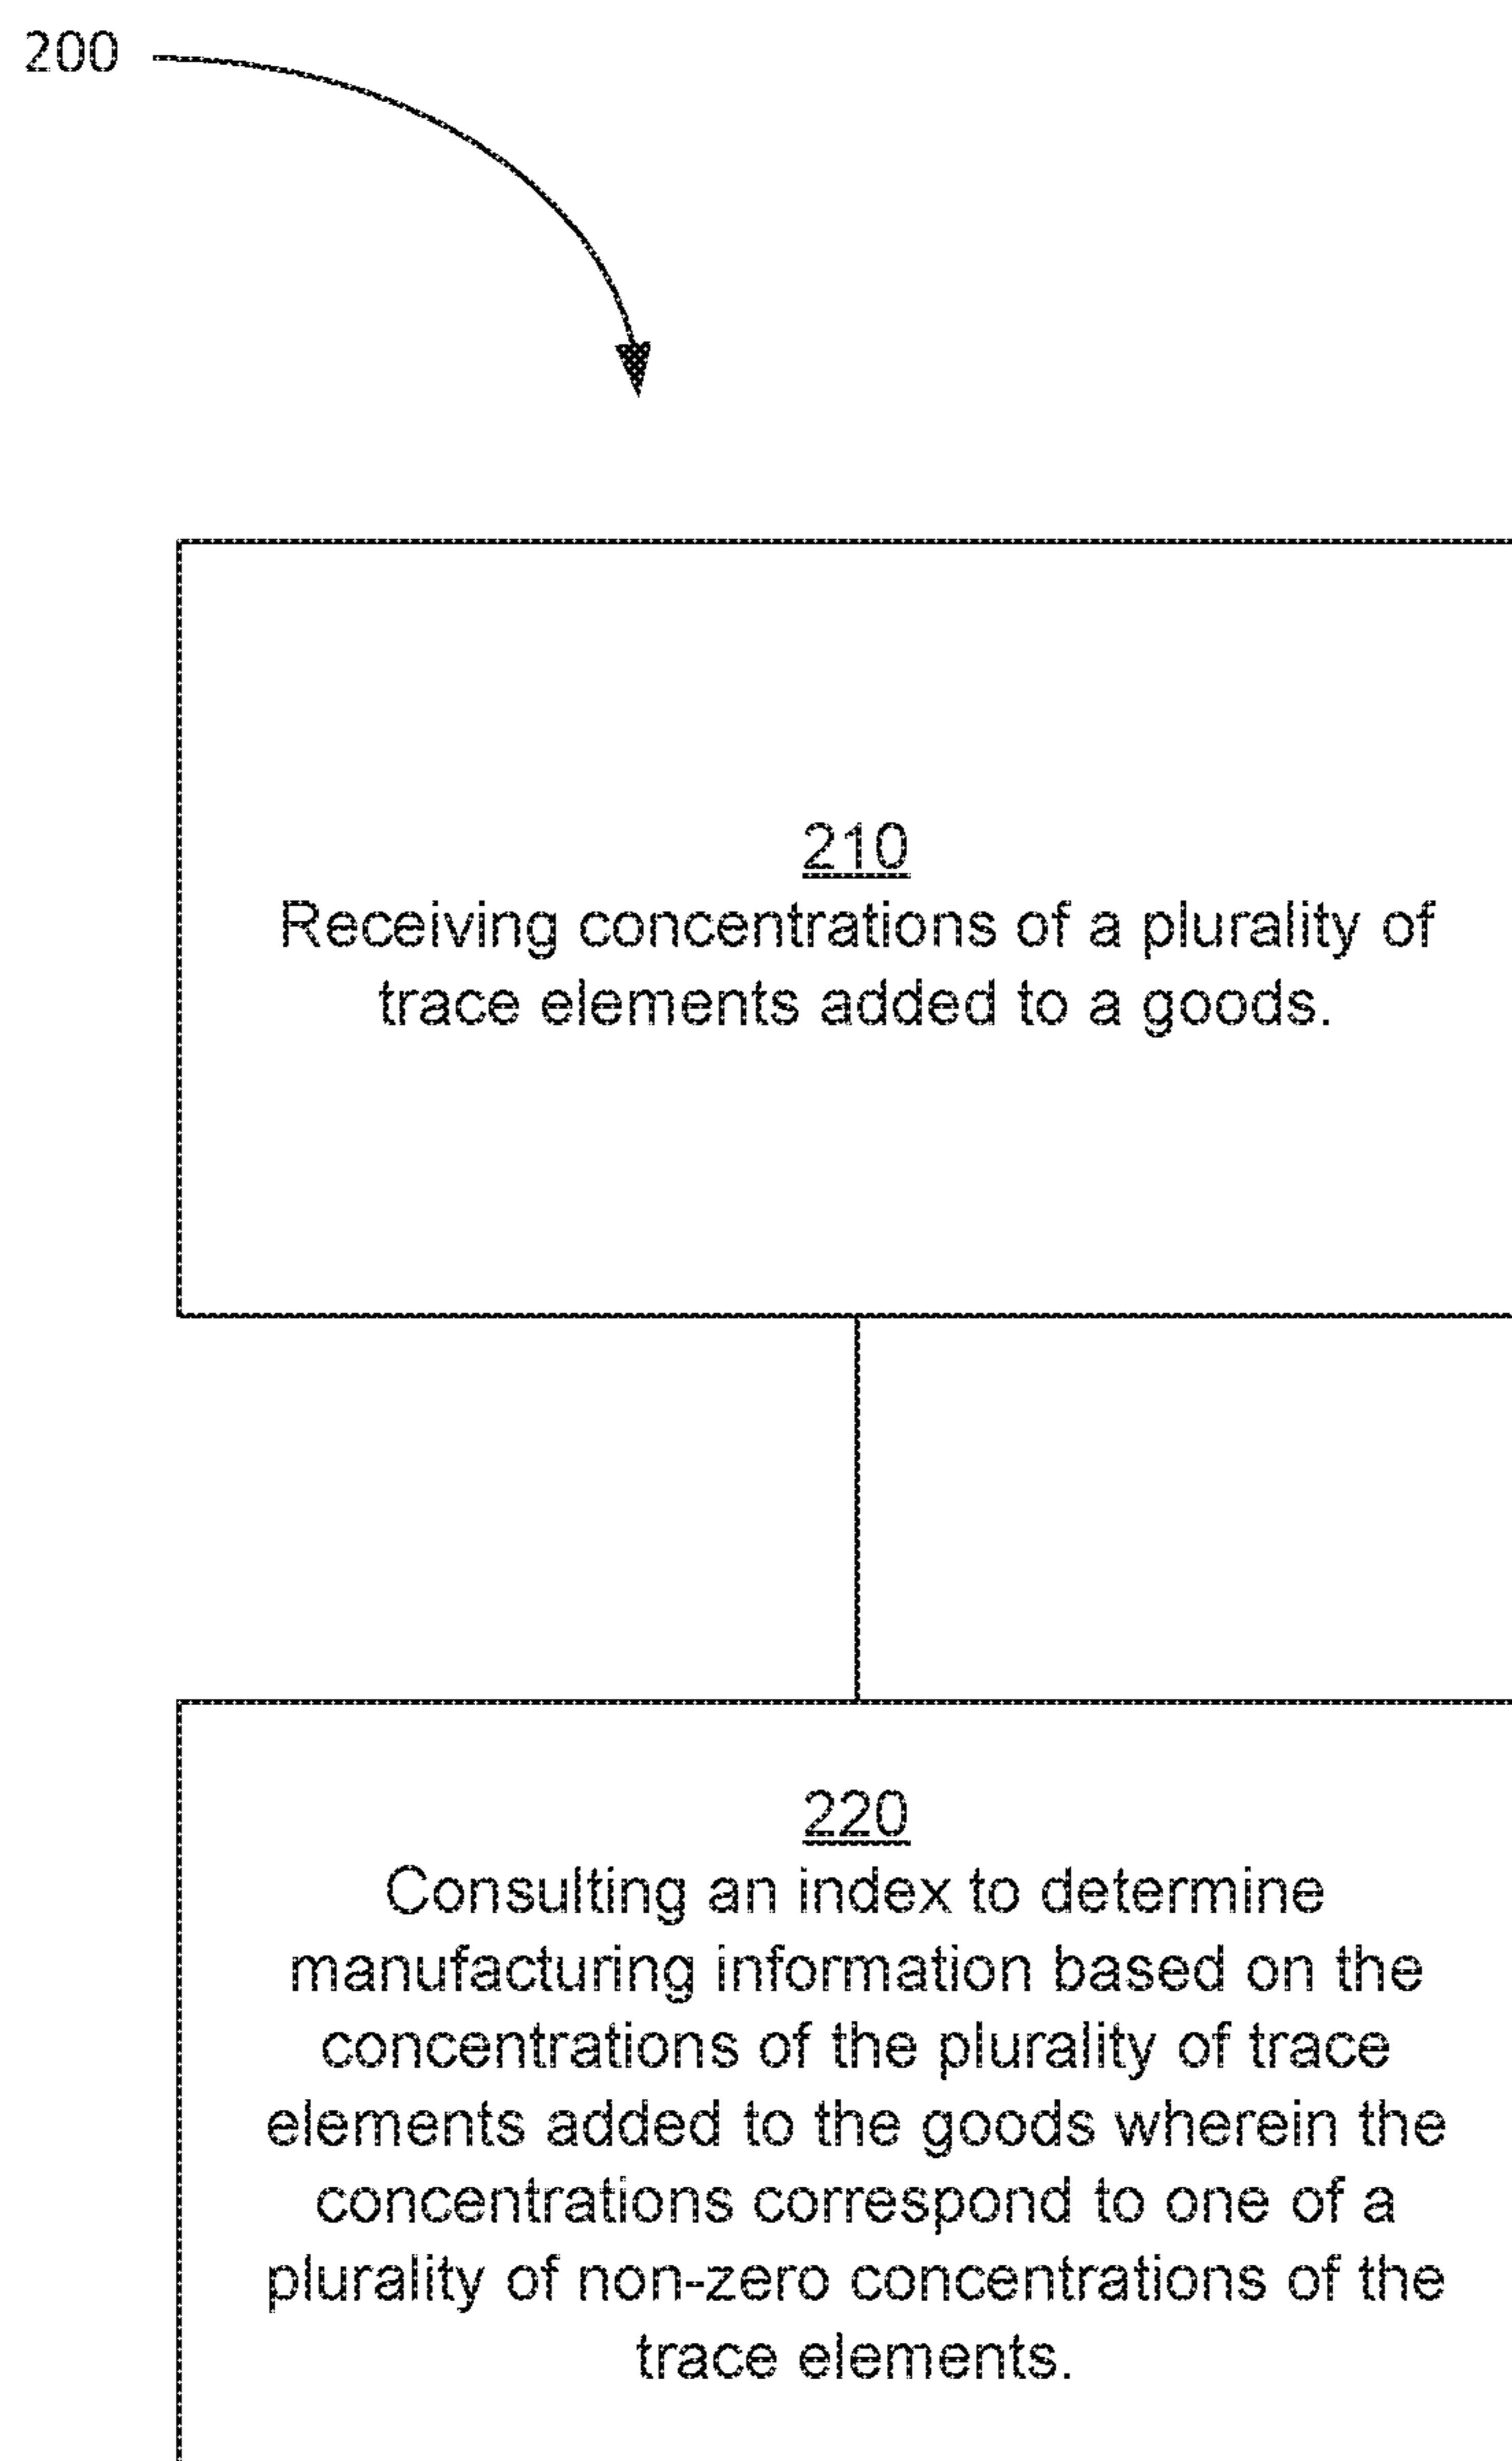 200
210
Receiving concentrations of a plurality of
trace elements added to a goods.
220
Consulting an index to determine
manufacturing information based on the
concentrations of the plurality of trace
elements added to the goods wherein the
concentrations correspond to one of a
plurality of non-zero concentrations of the
trace elements.